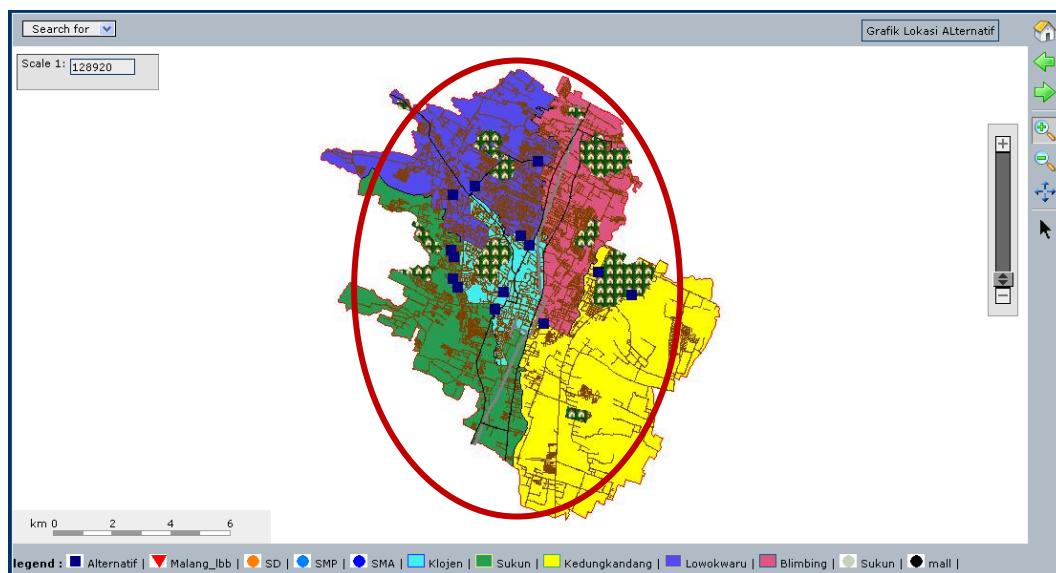 Search for
Grafik Lokasi ALternatif
Scale 1: 128920
km 0 2 4 6
legend : Alternatif | Malang_lbb | SD | SMP | SMA | Klojen | Sukun | Kedungkandang | Lowokwaru | Blimbing | Sukun | mall |